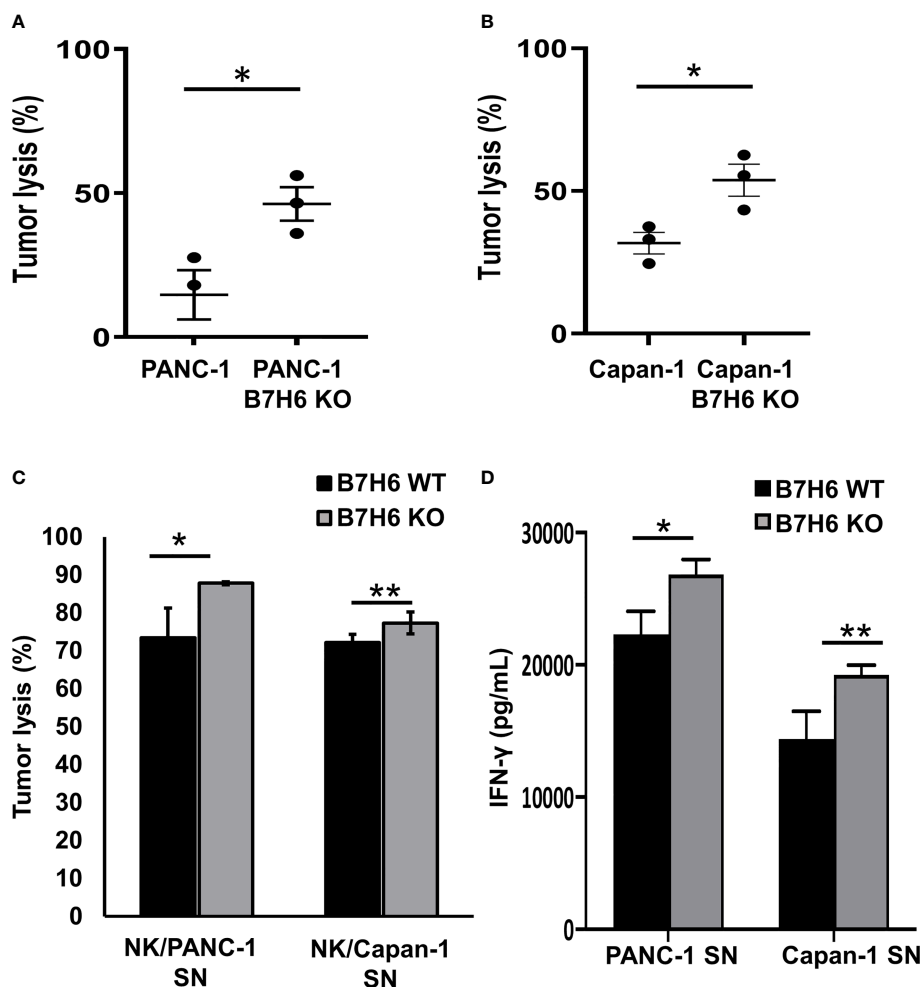 A
100
50
0
Tumor lysis (%)
*
PANC-1
PANC-1
B7H6 KO
B
100
50
0
Tumor lysis (%)
*
Capan-1
Capan-1
B7H6 KO
C
B7H6 WT
B7H6 KO
100
90
80
70
60
50
40
30
20
10
0
Tumor lysis (%)
*
**
NK/PANC-1
SN
NK/Capan-1
SN
D
B7H6 WT
B7H6 KO
30000
20000
10000
0
IFN-γ (pg/mL)
*
**
PANC-1 SN
Capan-1 SN